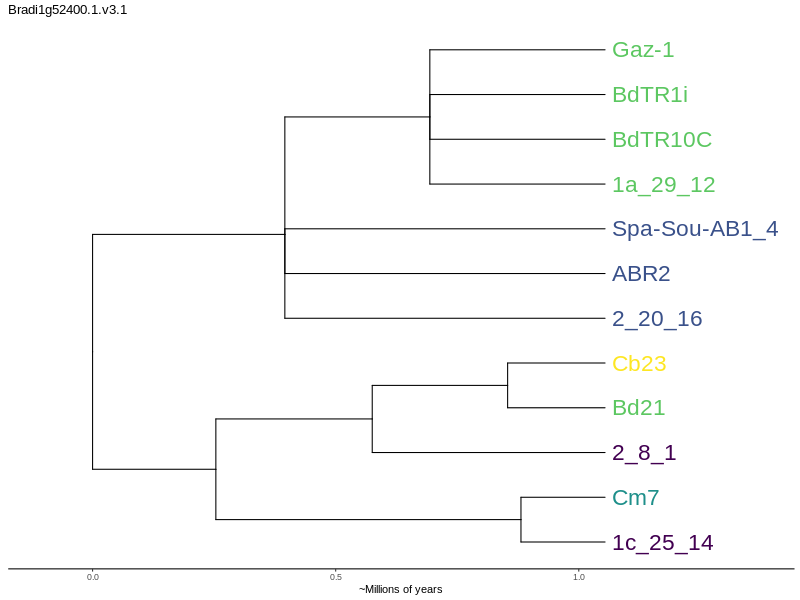 Bradi1g52400.1.v3.1
Gaz-1
BdTR1i
BdTR10C
1a_29_12
Spa-Sou-AB1_4
ABR2
2_20_16
Cb23
Bd21
2_8_1
Cm7
1c_25_14
0.0 0.5 1.0
~Millions of years